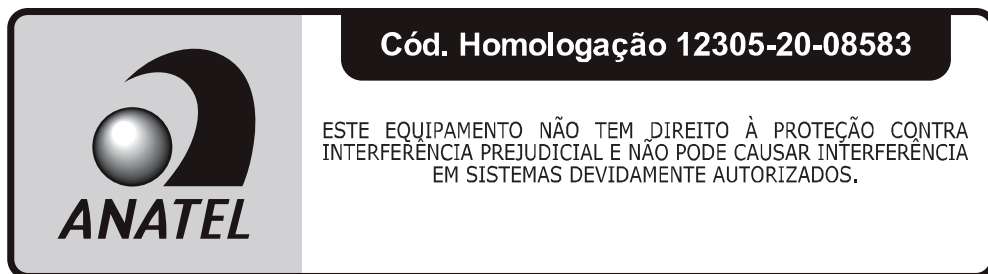 Cód. Homologação 12305-20-08583
ESTE EQUIPAMENTO NÃO TEM DIREITO À PROTEÇÃO CONTRA
INTERFERÊNCIA PREJUDICIAL E NÃO PODE CAUSAR INTERFERÊNCIA
EM SISTEMAS DEVIDAMENTE AUTORIZADOS.
ANATEL